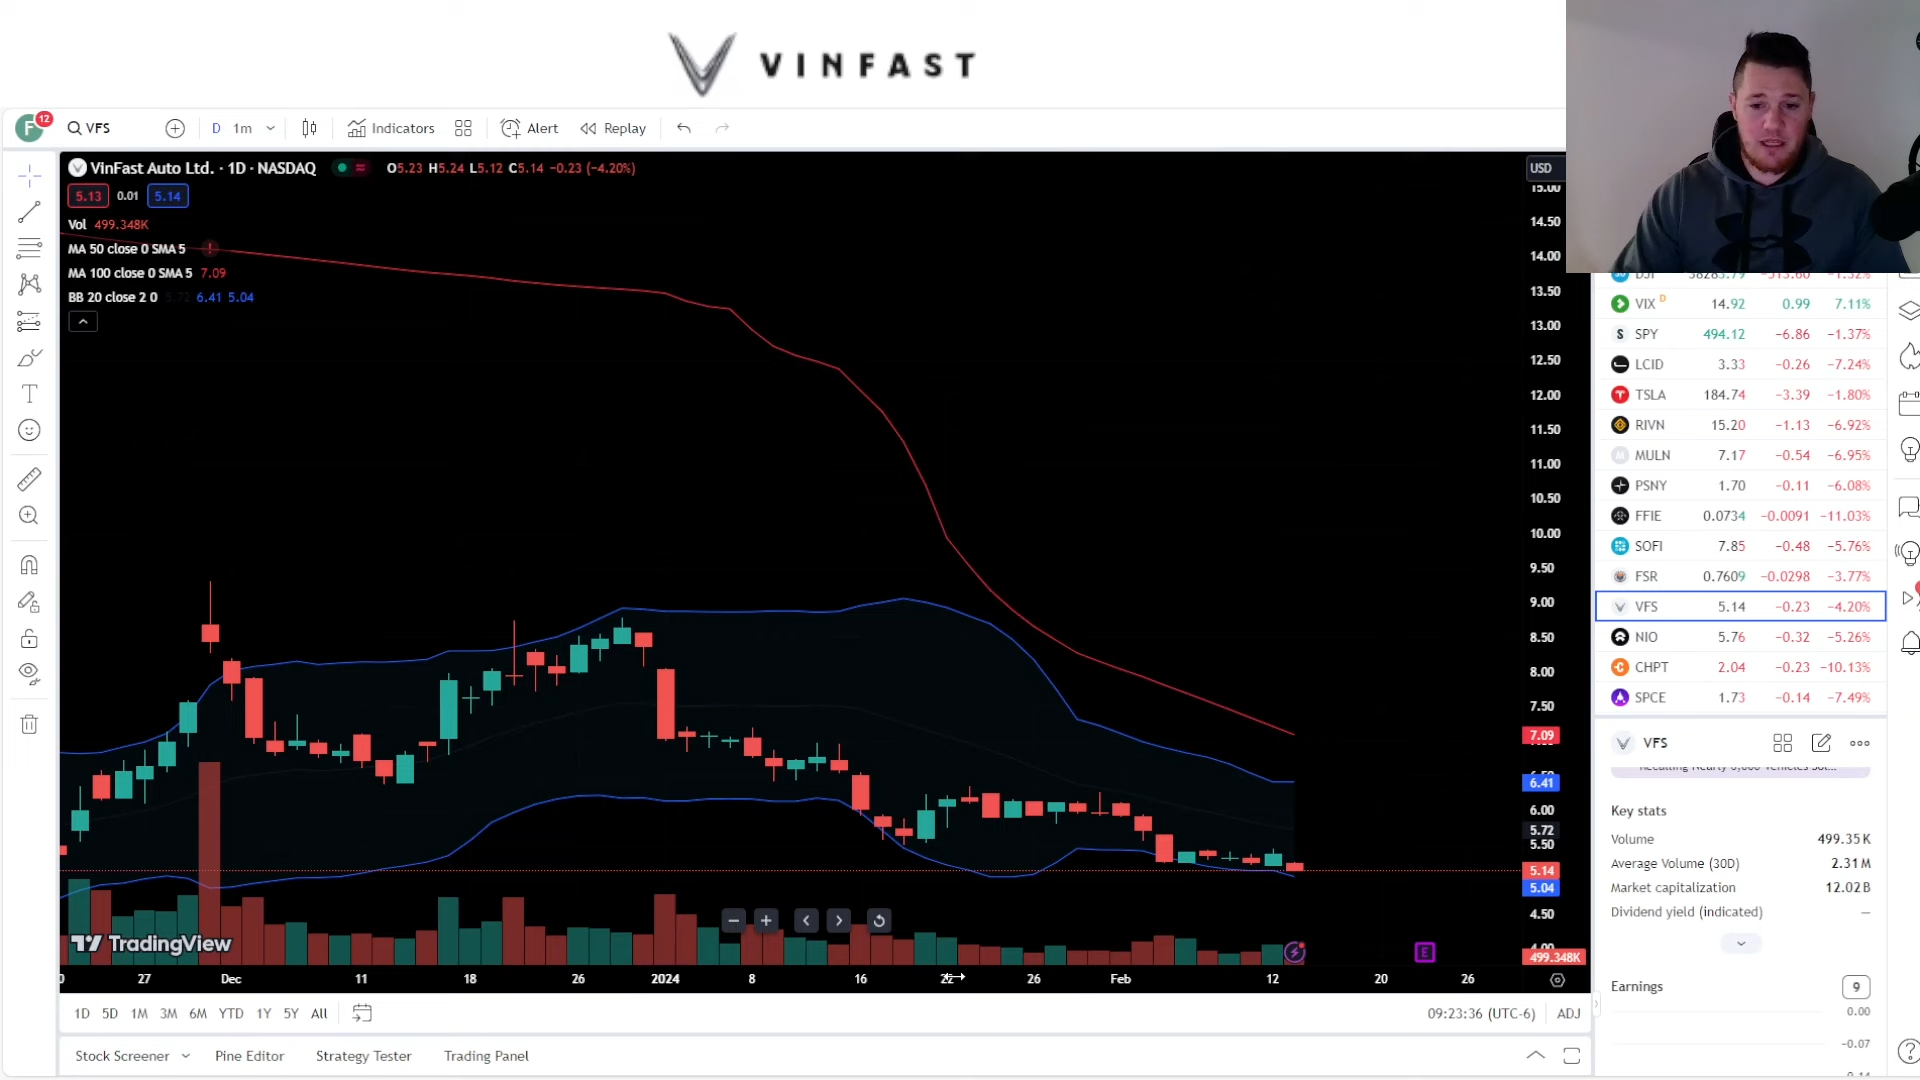 VINFAST
F 12 VFS D 1m Indicators Alert Replay
VinFast Auto Ltd. · 1D · NASDAQ O5.23 H5.24 L5.12 C5.14 −0.23 (−4.20%)
5.13 0.01 5.14
Vol 499.348K
MA 50 close 0 SMA 5
MA 100 close 0 SMA 5 7.09
BB 20 close 2 0 5.72 6.41 5.04
USD
15.00
14.50
14.00
13.50
13.00
12.50
12.00
11.50
11.00
10.50
10.00
9.50
9.00
8.50
8.00
7.50
7.09
6.41
6.00
5.72
5.50
5.14
5.04
4.50
4.00
499.348K
TradingView
E
27 Dec 11 18 26 2024 8 16 22 26 Feb 12 20 26
1D 5D 1M 3M 6M YTD 1Y 5Y All
09:23:36 (UTC-6) ADJ
Stock Screener Pine Editor Strategy Tester Trading Panel
DJI 38283.79 −513.60 −1.32%
VIX D 14.92 0.99 7.11%
SPY 494.12 −6.86 −1.37%
LCID 3.33 −0.26 −7.24%
TSLA 184.74 −3.39 −1.80%
RIVN 15.20 −1.13 −6.92%
MULN 7.17 −0.54 −6.95%
PSNY 1.70 −0.11 −6.08%
FFIE 0.0734 −0.0091 −11.03%
SOFI 7.85 −0.48 −5.76%
FSR 0.7609 −0.0298 −3.77%
VFS 5.14 −0.23 −4.20%
NIO 5.76 −0.32 −5.26%
CHPT 2.04 −0.23 −10.13%
SPCE 1.73 −0.14 −7.49%
VFS
Key stats
Volume 499.35K
Average Volume (30D) 2.31M
Market capitalization 12.02B
Dividend yield (indicated) —
Earnings 9
0.00
−0.07